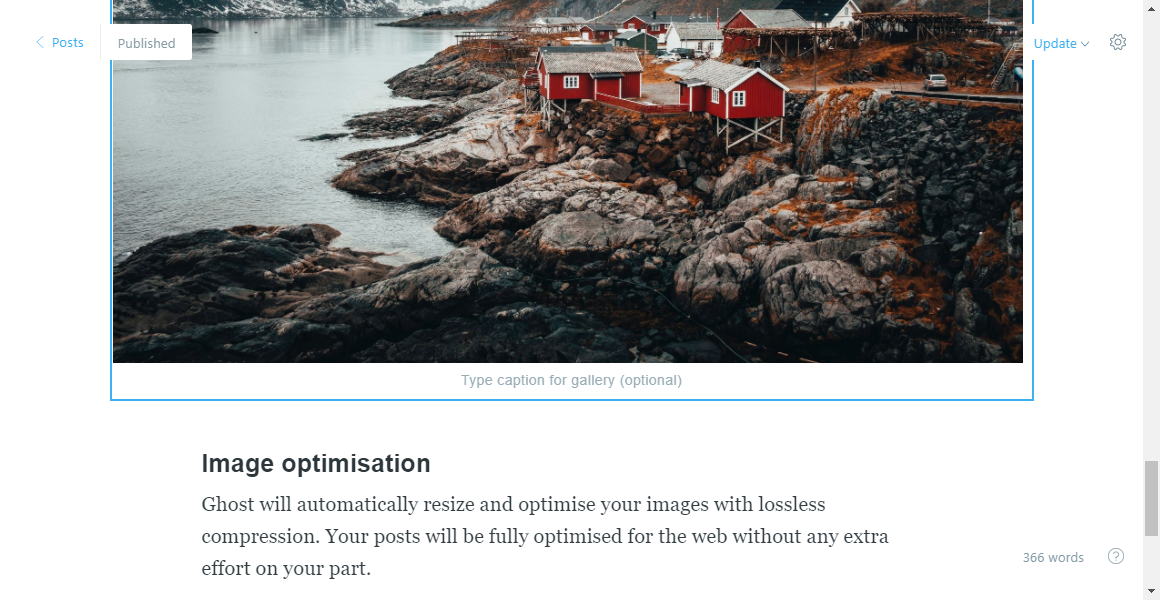 Posts
Published
Update
Type caption for gallery (optional)
Image optimisation
Ghost will automatically resize and optimise your images with lossless
compression. Your posts will be fully optimised for the web without any extra
effort on your part.
366 words
?